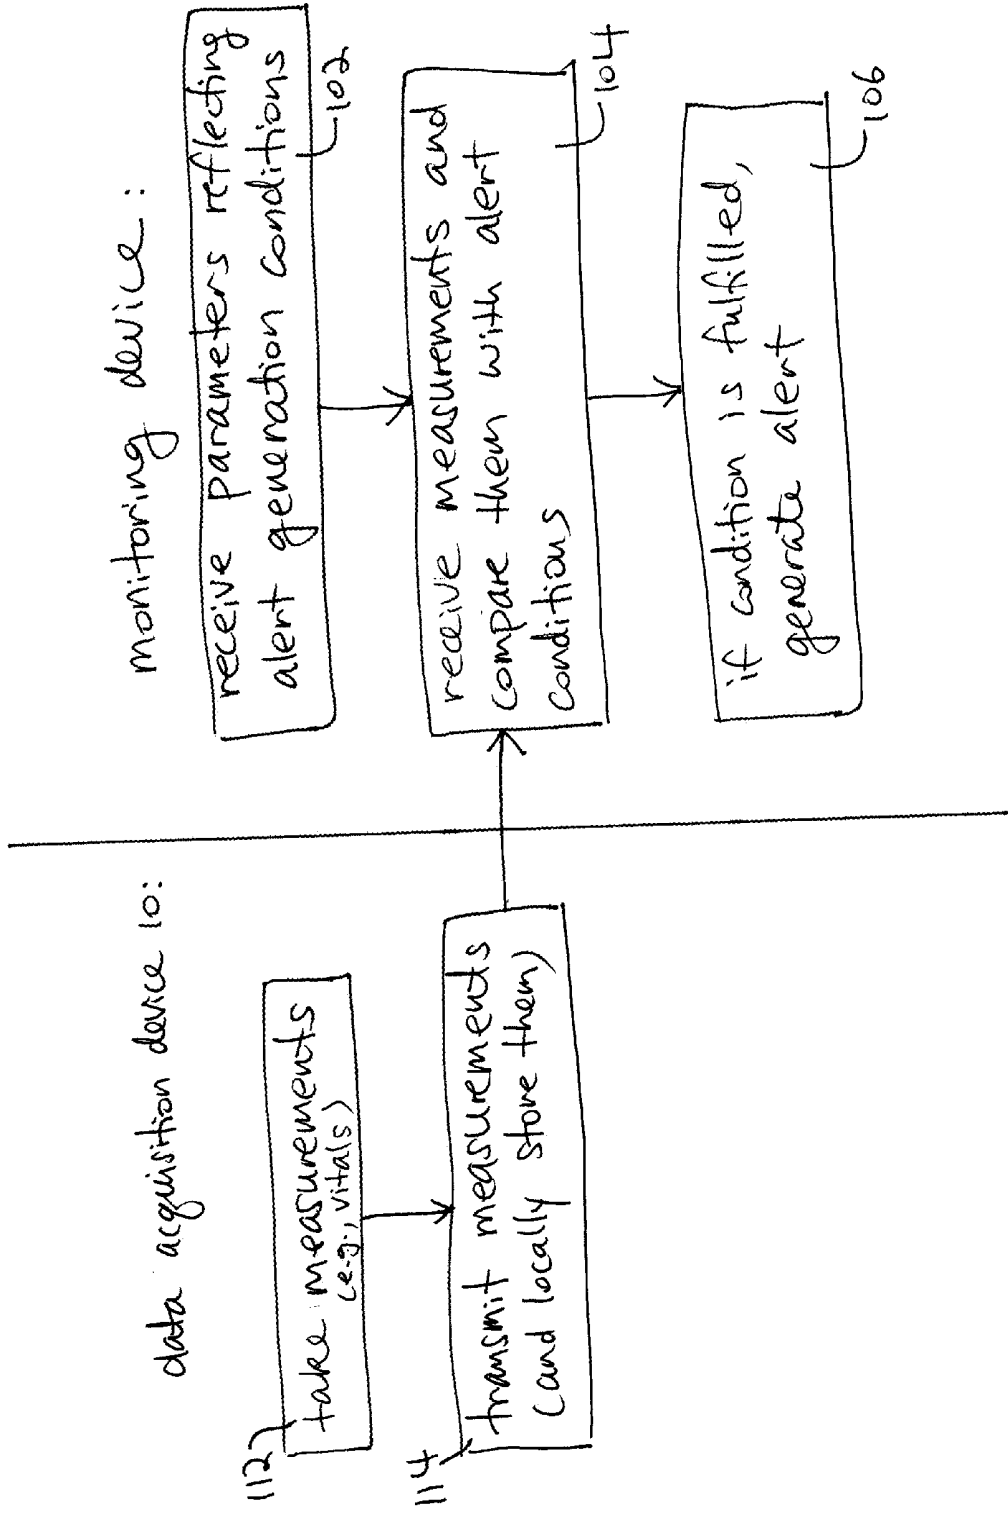 data acquisition device 10:
112
take measurements
(e.g., vitals)
114
transmit measurements
(and locally store them)
monitoring device:
receive parameters reflecting
alert generation conditions
102
receive measurements and
compare them with alert
conditions
104
if condition is fulfilled,
generate alert
106